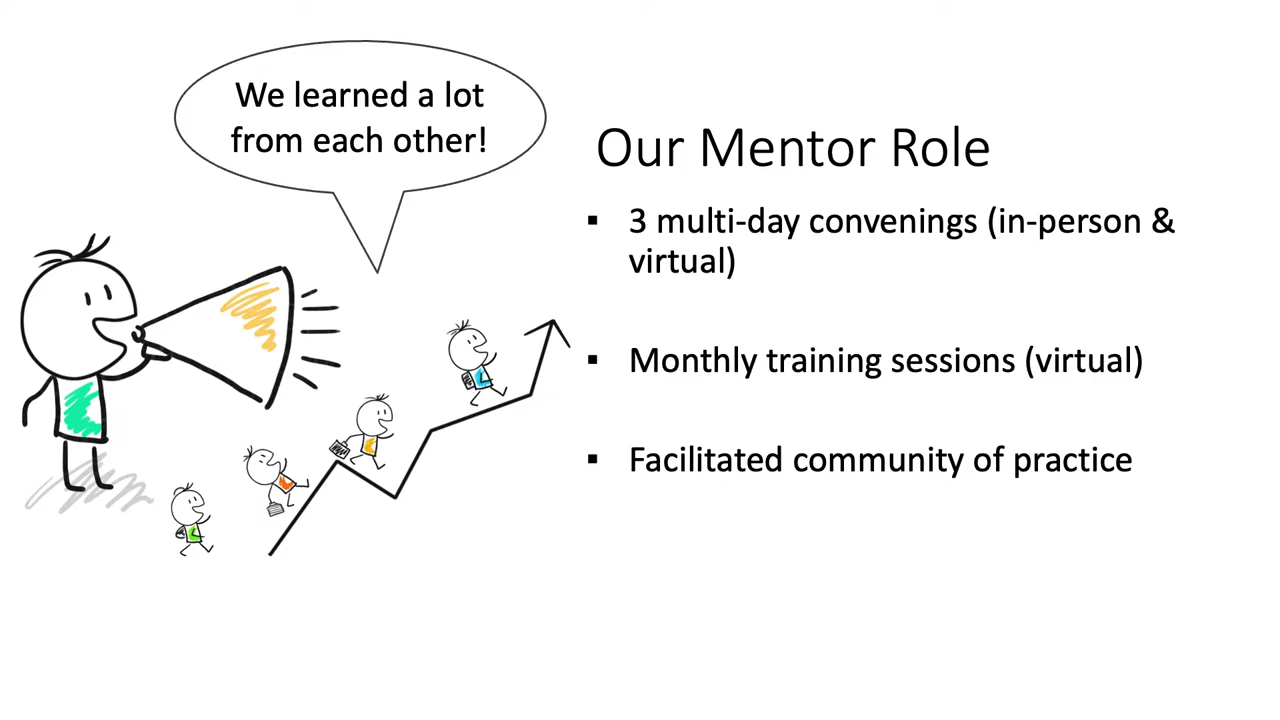 We learned a lot
from each other!
Our Mentor Role
▪ 3 multi-day convenings (in-person &
virtual)
▪ Monthly training sessions (virtual)
▪ Facilitated community of practice